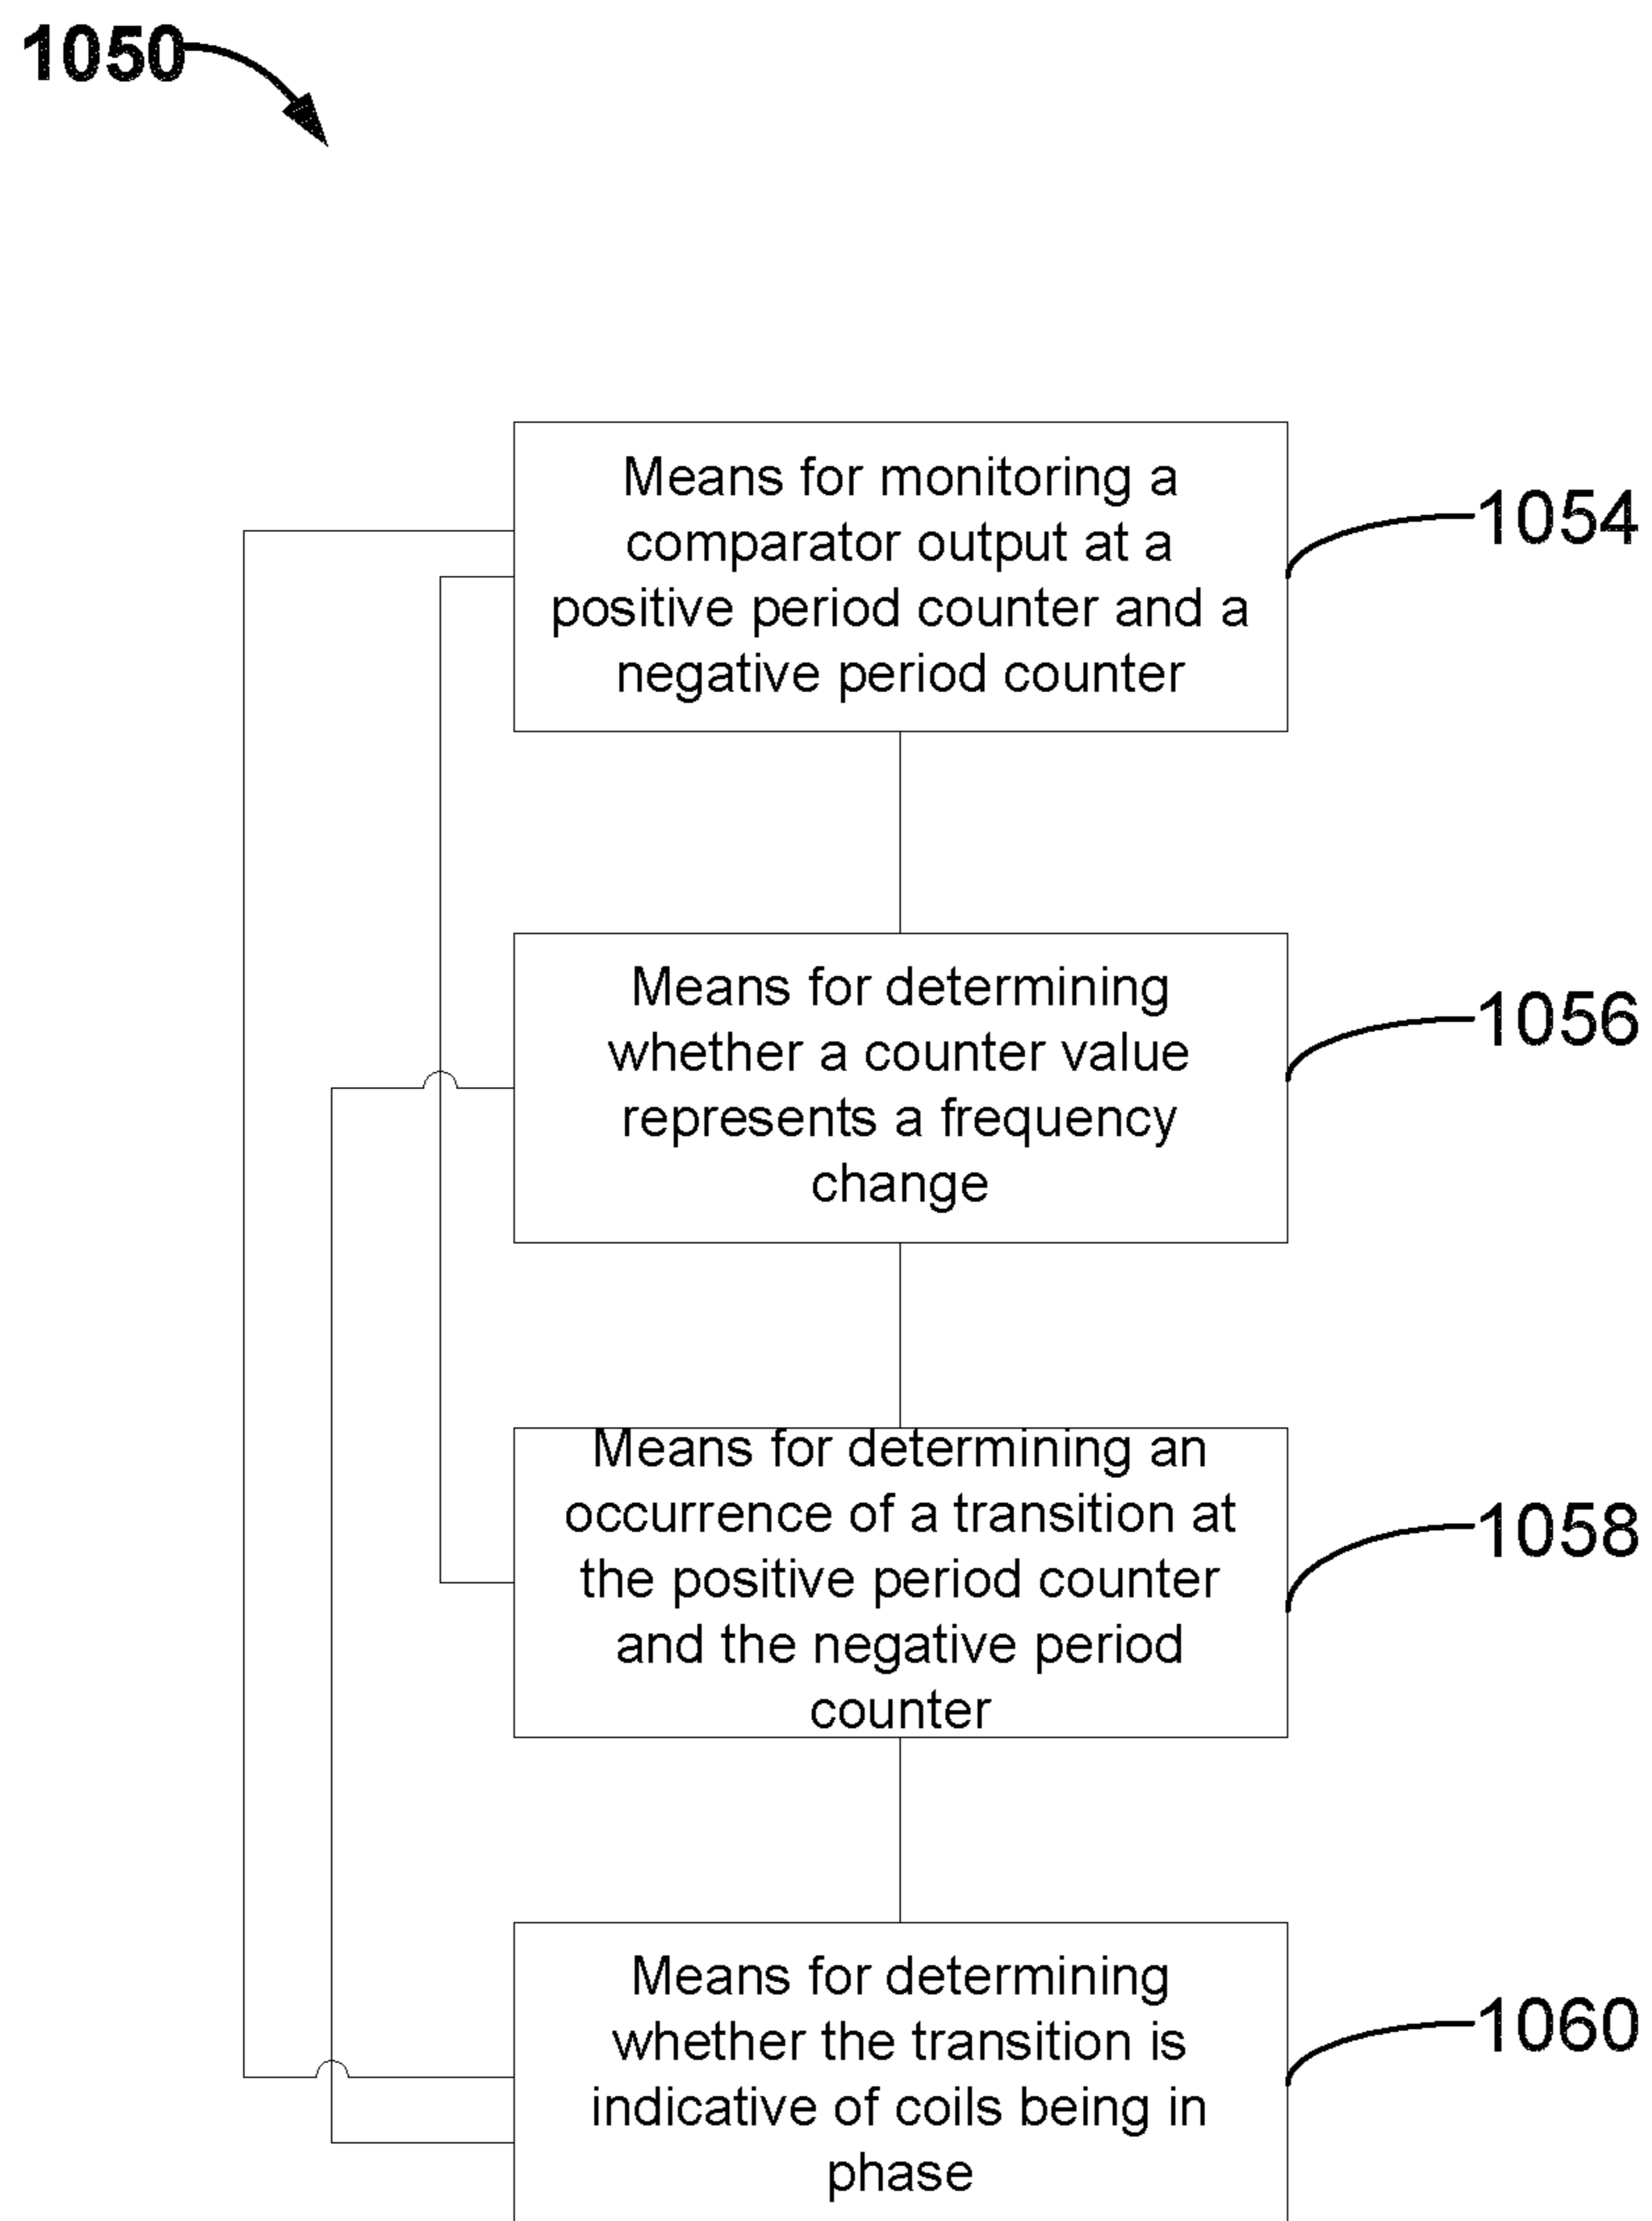 1050
Means for monitoring a
comparator output at a
positive period counter and a
negative period counter
1054
Means for determining
whether a counter value
represents a frequency
change
1056
Means for determining an
occurrence of a transition at
the positive period counter
and the negative period
counter
1058
Means for determining
whether the transition is
indicative of coils being in
phase
1060